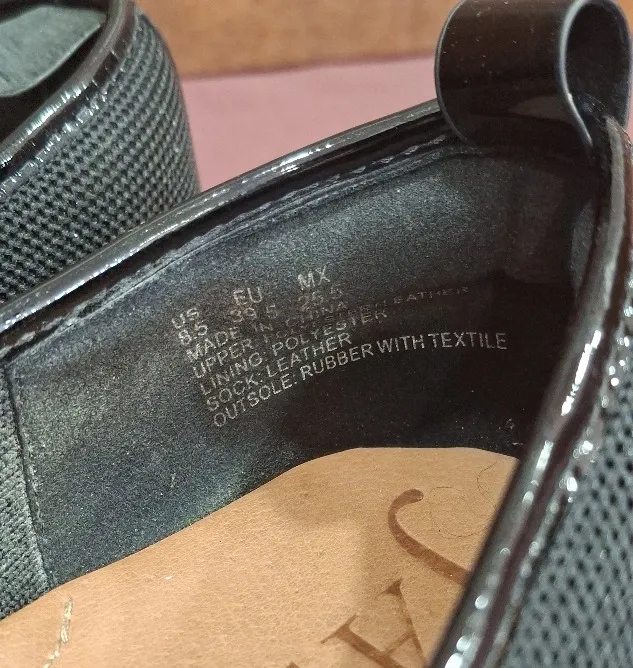 US EU MX
8.5 39.5 25.5
MADE IN CHINA
UPPER: LEATHER
LINING: POLYESTER
SOCK: LEATHER
OUTSOLE: RUBBER WITH TEXTILE